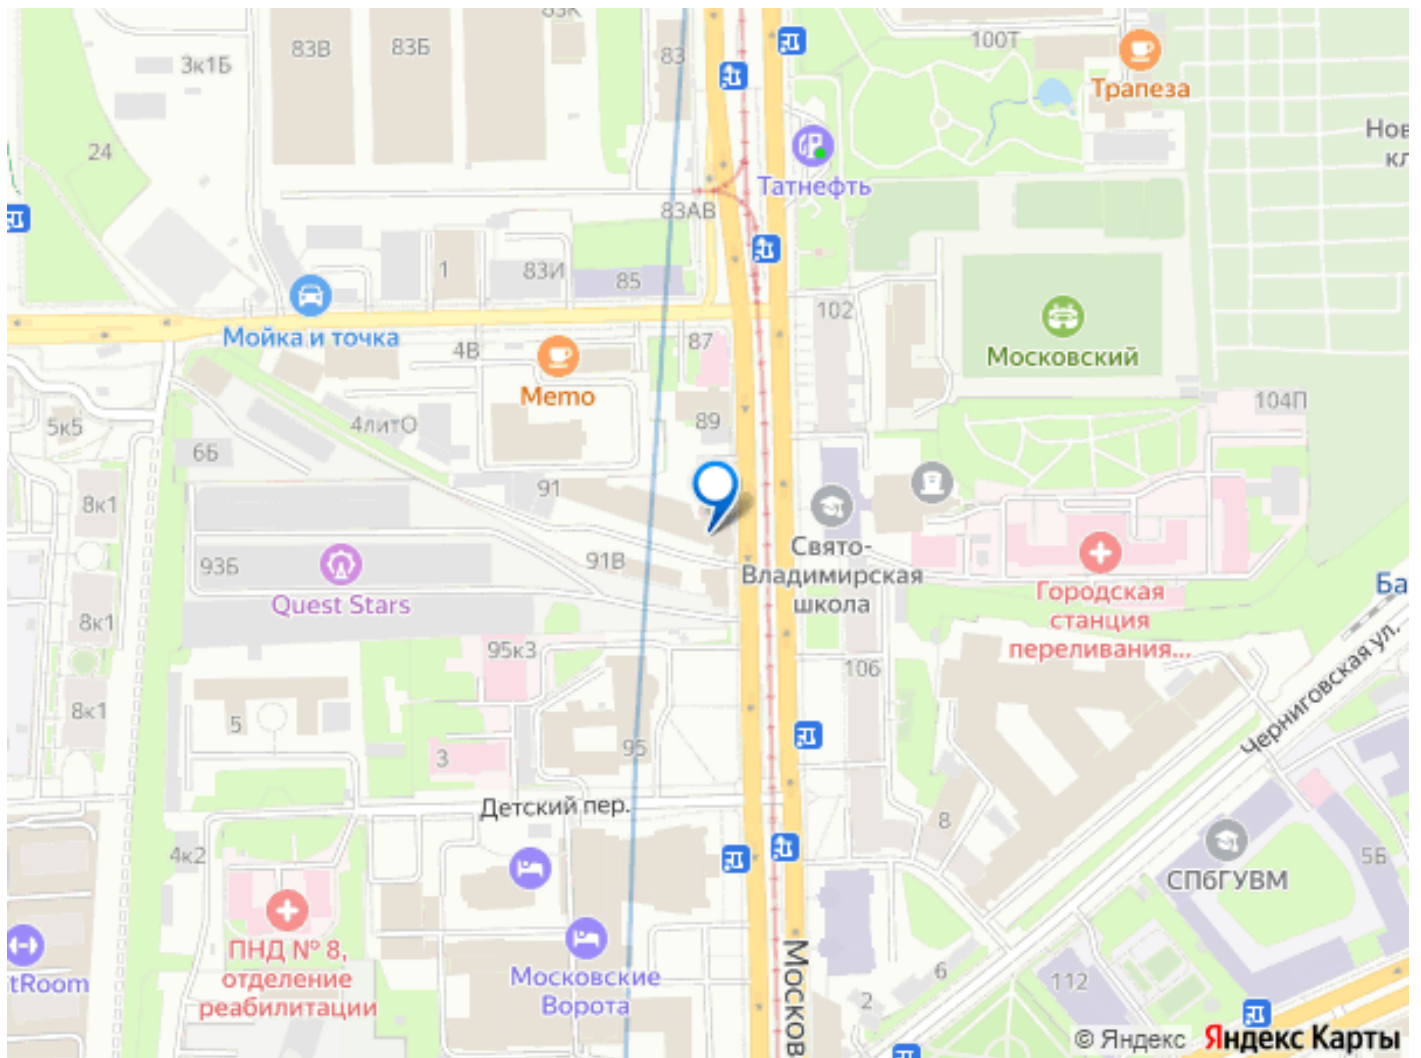 83К
83В
83Б
83
100Т
3к1Б
Трапеза
24
Татнефть
Нов
кл
83АВ
1
83И
85
102
Мойка и точка
4В
87
Московский
Memo
104П
5к5
4литО
89
6Б
8к1
91
Свято-
Владимирская
школа
93Б
91В
Quest Stars
Городская
станция
переливания...
Ба
8к1
95к3
106
Черниговская ул.
8к1
5
95
3
Детский пер.
8
4к2
5Б
СПбГУВМ
ПНД № 8,
отделение
реабилитации
Московские
Ворота
Москов
tRoom
6
112
2
© Яндекс Яндекс Карты